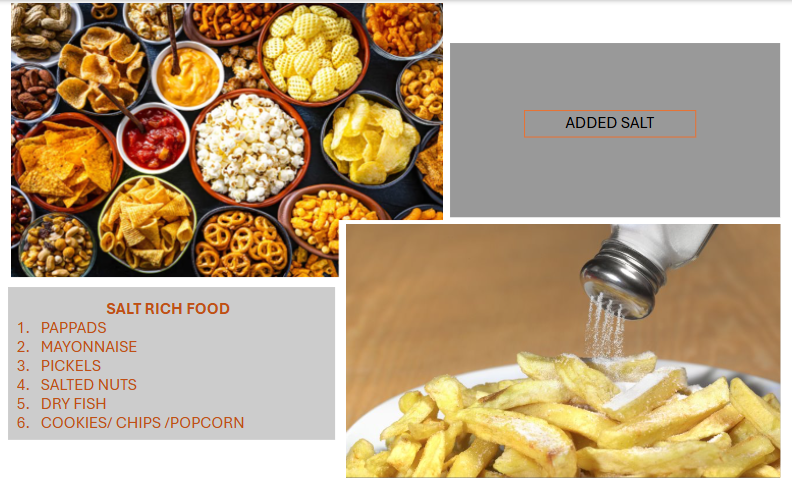 ADDED SALT
SALT RICH FOOD
1. PAPPADS
2. MAYONNAISE
3. PICKELS
4. SALTED NUTS
5. DRY FISH
6. COOKIES/ CHIPS /POPCORN